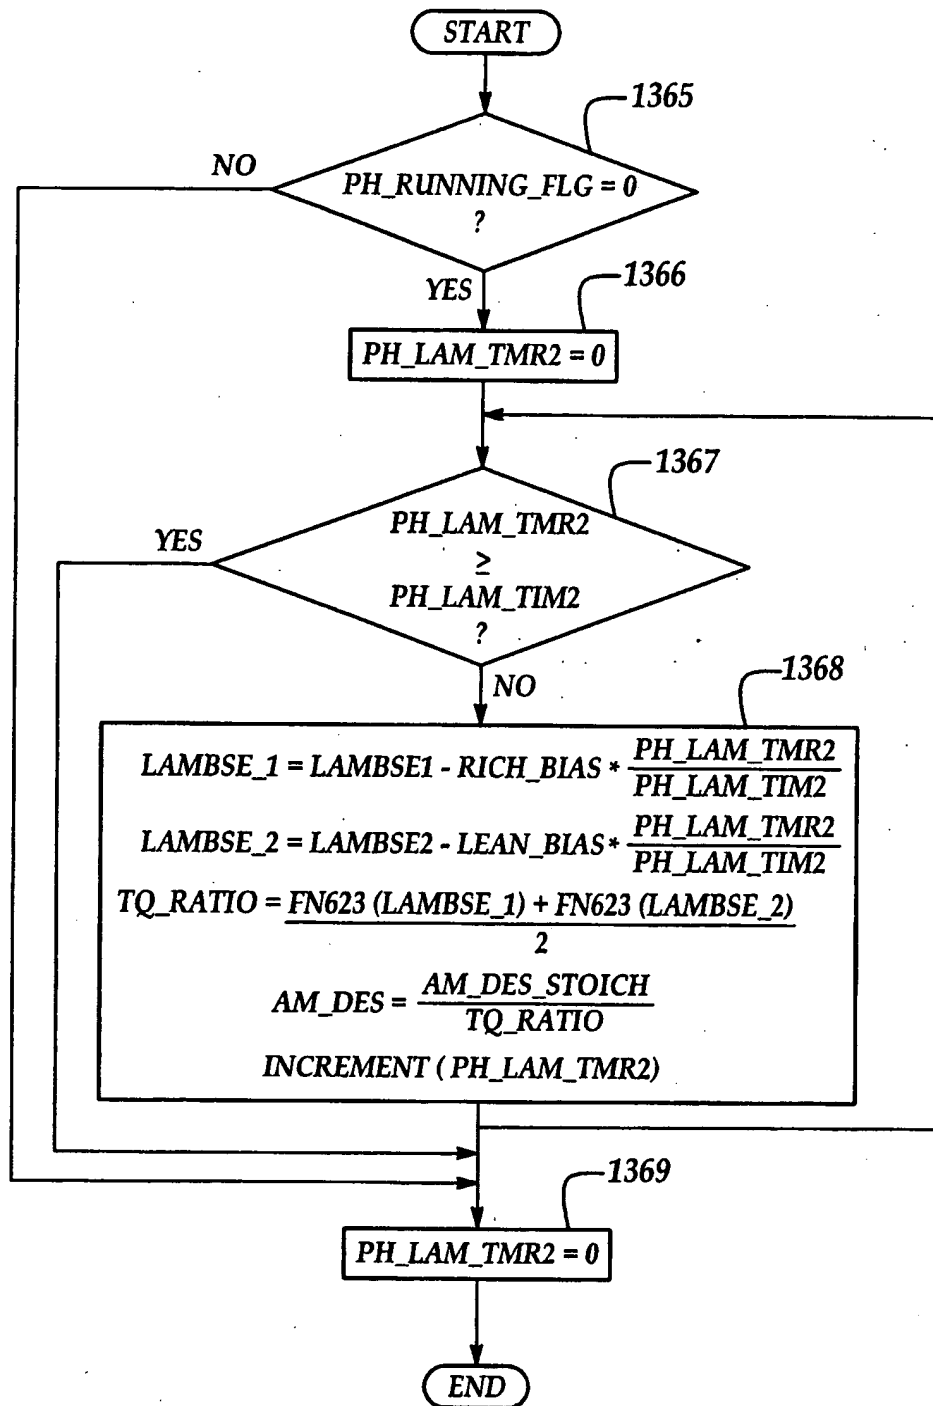 START
1365
NO
PH_RUNNING_FLG = 0
?
YES
1366
PH_LAM_TMR2 = 0
1367
YES
PH_LAM_TMR2
≥
PH_LAM_TIM2
?
NO
1368
LAMBSE_1 = LAMBSE1 - RICH_BIAS * PH_LAM_TMR2
PH_LAM_TIM2
LAMBSE_2 = LAMBSE2 - LEAN_BIAS * PH_LAM_TMR2
PH_LAM_TIM2
TQ_RATIO = FN623 (LAMBSE_1) + FN623 (LAMBSE_2)
2
AM_DES = AM_DES_STOICH
TQ_RATIO
INCREMENT ( PH_LAM_TMR2)
1369
PH_LAM_TMR2 = 0
END